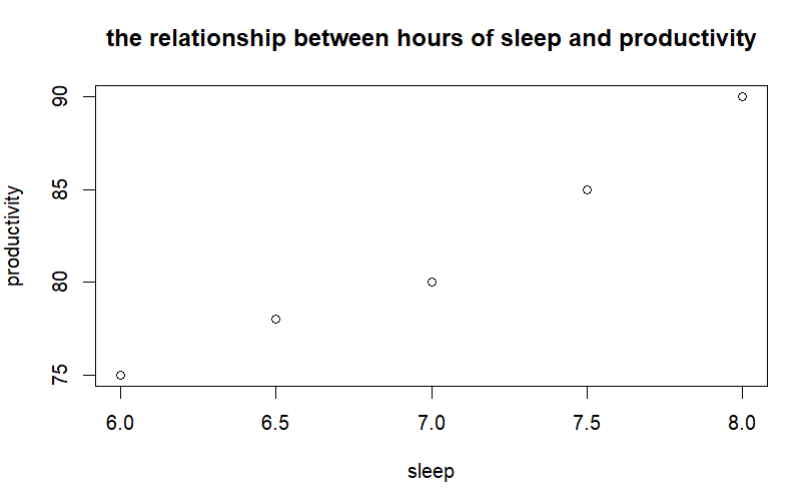 the relationship between hours of sleep and productivity
90
85
80
75
productivity
6.0 6.5 7.0 7.5 8.0
sleep